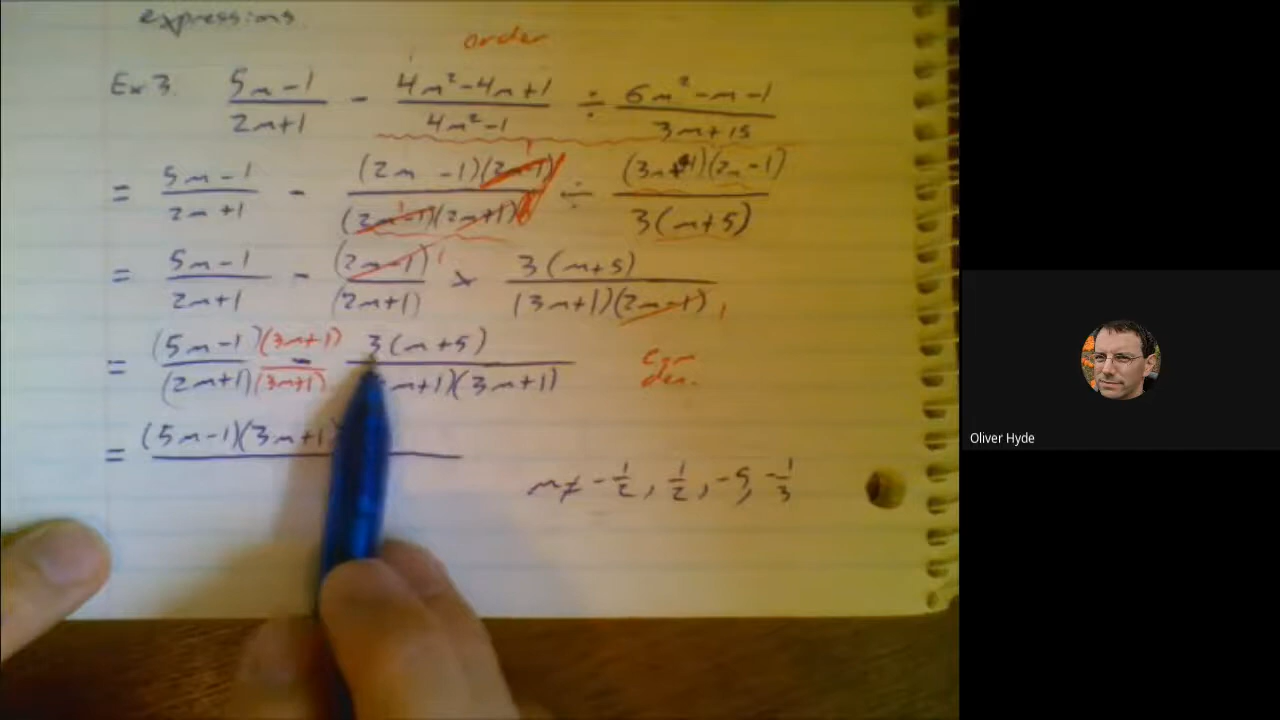 expressions.
order
Ex 3. (5m-1)/(2m+1) - (4m²-4m+1)/(4m²-1) ÷ (6m²-m-1)/(3m+15)
= (5m-1)/(2m+1) - (2m-1)(2m-1)/(2m-1)(2m+1) ÷ (3m+1)(2m-1)/3(m+5)
= (5m-1)/(2m+1) - (2m-1)/(2m+1) × 3(m+5)/(3m+1)(2m-1)
= (5m-1)(3m+1)/(2m+1)(3m+1) - 3(m+5)/m+1)(3m+1) com den.
= (5m-1)(3m+1)
m≠ -1/2, 1/2, -5, -1/3
Oliver Hyde